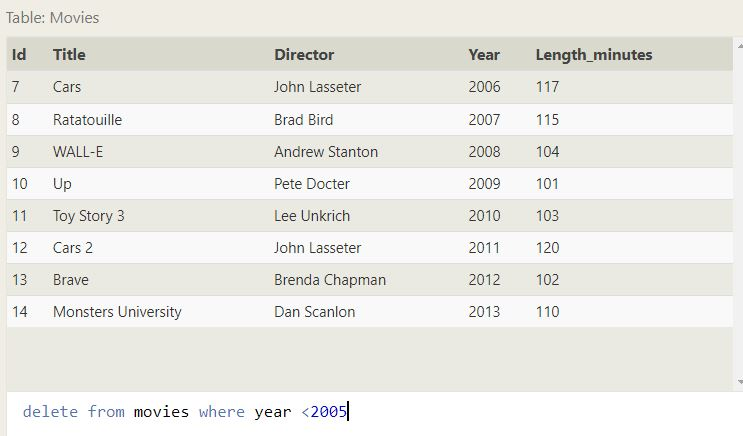 Table: Movies
Id Title Director Year Length_minutes
7 Cars John Lasseter 2006 117
8 Ratatouille Brad Bird 2007 115
9 WALL-E Andrew Stanton 2008 104
10 Up Pete Docter 2009 101
11 Toy Story 3 Lee Unkrich 2010 103
12 Cars 2 John Lasseter 2011 120
13 Brave Brenda Chapman 2012 102
14 Monsters University Dan Scanlon 2013 110
delete from movies where year <2005